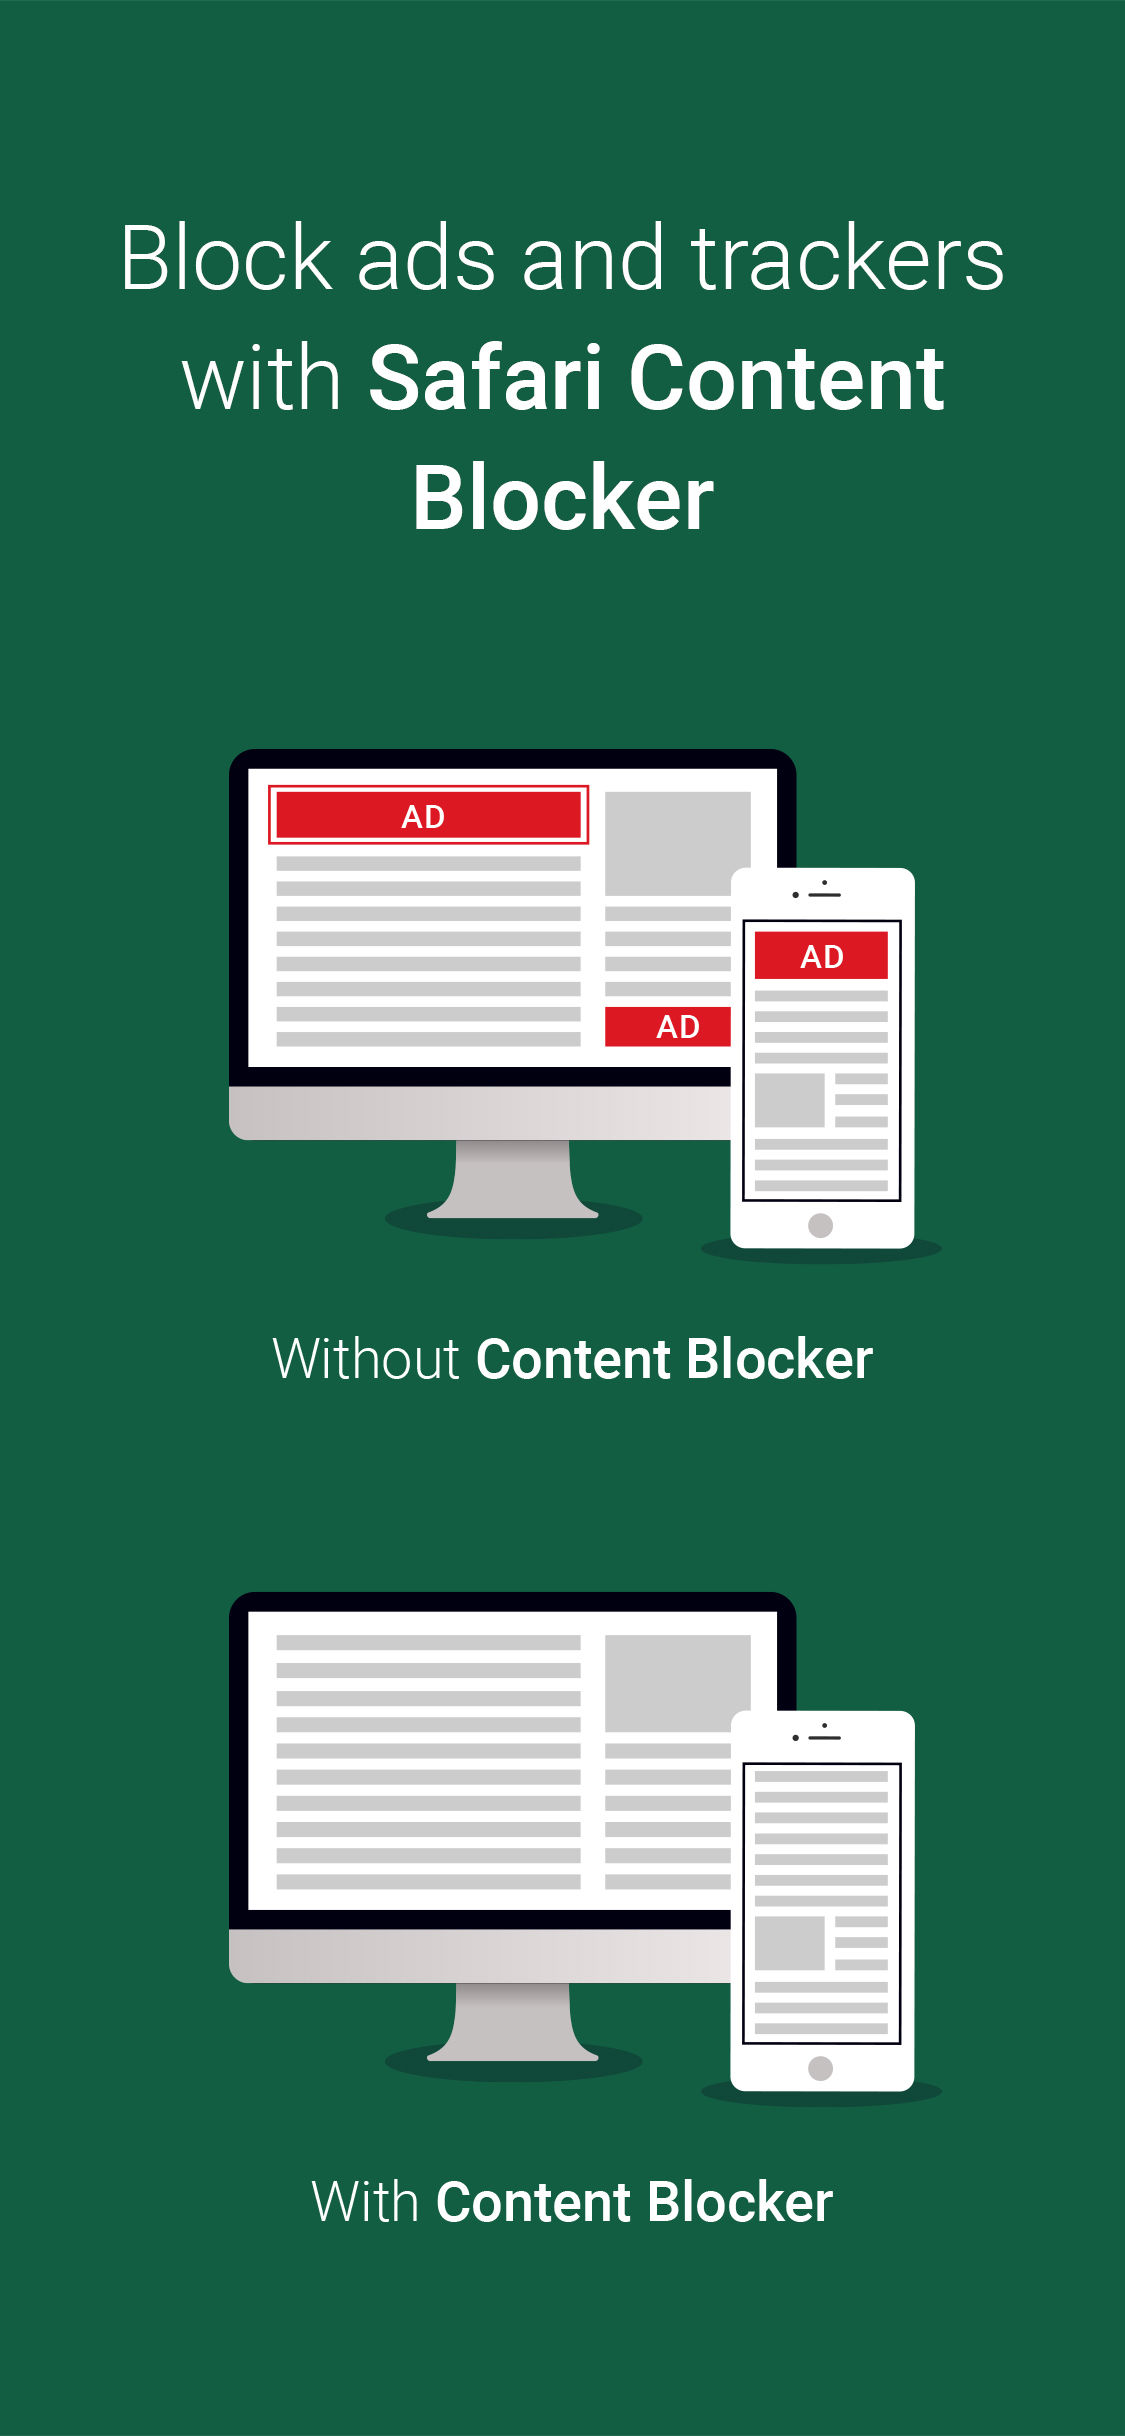 Block ads and trackers
with Safari Content
Blocker
AD
AD
AD
Without Content Blocker
With Content Blocker